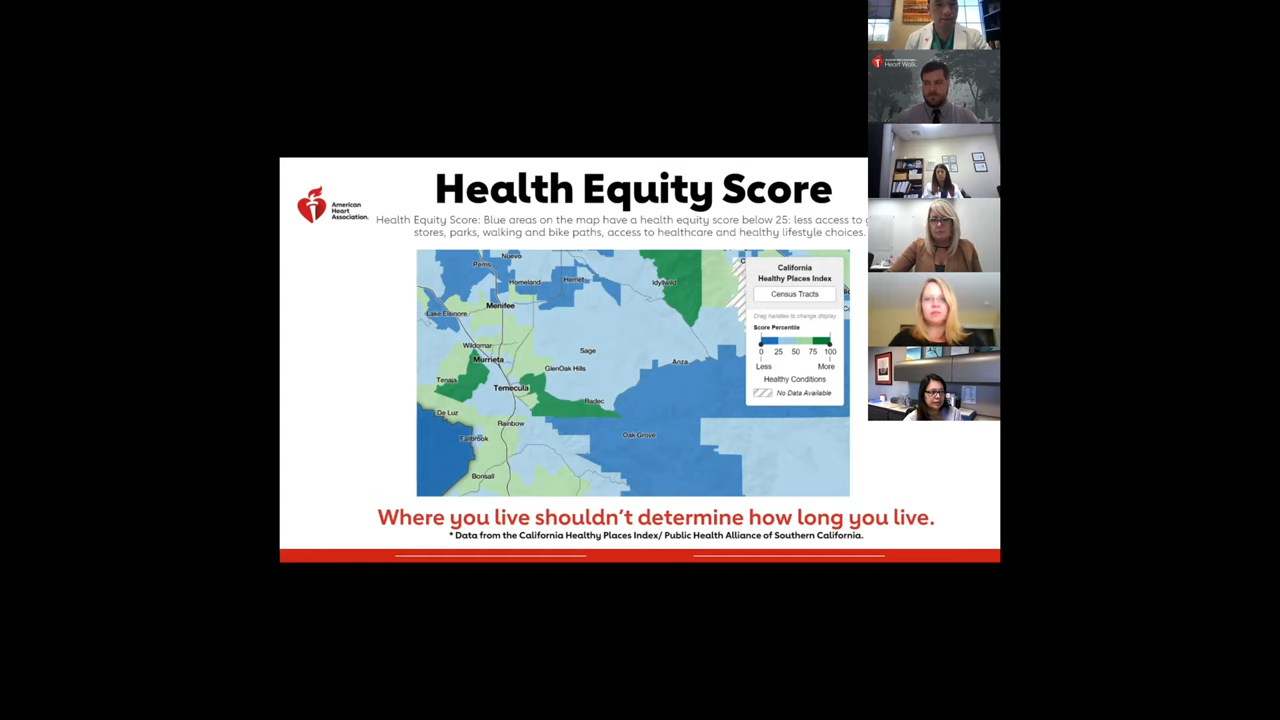 Health Equity Score
American
Heart
Association.
Health Equity Score: Blue areas on the map have a health equity score below 25: less access to
stores, parks, walking and bike paths, access to healthcare and healthy lifestyle choices.
Heart Walk.
Nuevo
Perris
Homeland
Hemet
Idyllwild
Menifee
Lake Elsinore
Wildomar
Murrieta
Sage
Anza
GlenOak Hills
Tenaja
Temecula
Radec
De Luz
Rainbow
Fallbrook
Oak Grove
Bonsall
California
Healthy Places Index
Census Tracts
Drag handles to change display
Score Percentile
0 25 50 75 100
Less More
Healthy Conditions
No Data Available
Where you live shouldn't determine how long you live.
* Data from the California Healthy Places Index/ Public Health Alliance of Southern California.